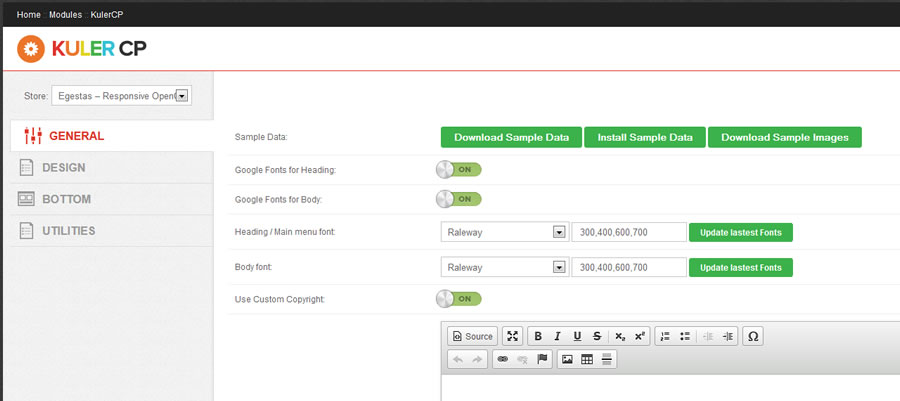 Home :: Modules :: KulerCP
KULER CP
Store: Egestas – Responsive Open
GENERAL
DESIGN
BOTTOM
UTILITIES
Sample Data: Download Sample Data Install Sample Data Download Sample Images
Google Fonts for Heading: ON
Google Fonts for Body: ON
Heading / Main menu font: Raleway 300,400,600,700 Update lastest Fonts
Body font: Raleway 300,400,600,700 Update lastest Fonts
Use Custom Copyright: ON
Source B I U S x₂ x² Ω